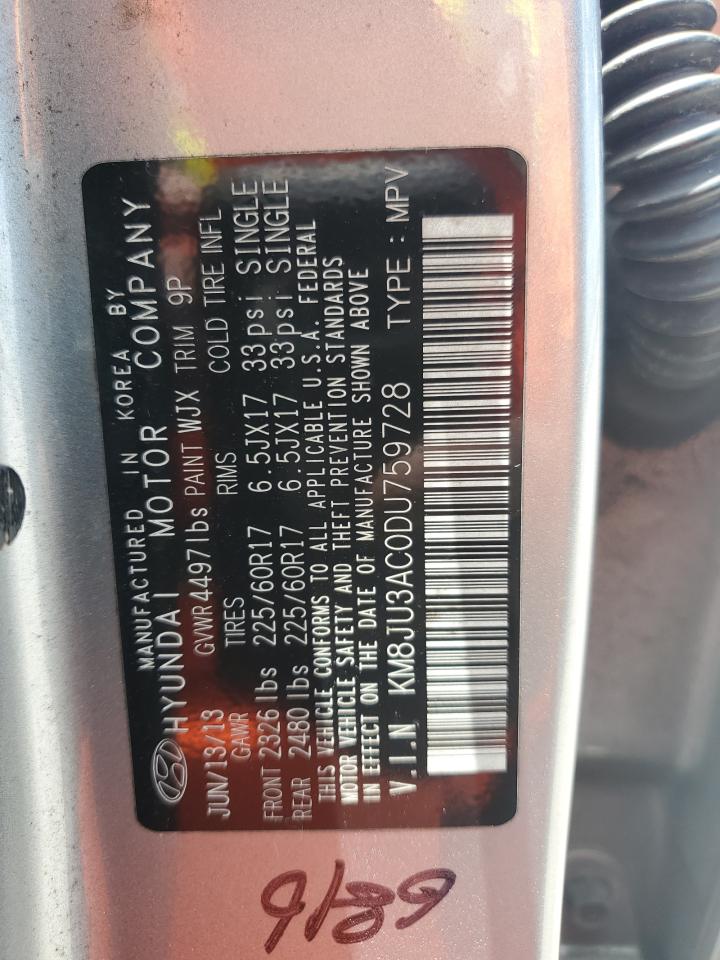 MANUFACTURED IN KOREA BY
HYUNDAI MOTOR COMPANY
JUN/13/13 GVWR 4497lbs PAINT WJX TRIM 9P
GAWR TIRES RIMS COLD TIRE INFL
FRONT 2326 lbs 225/60R17 6.5JX17 33psi SINGLE
REAR 2480 lbs 225/60R17 6.5JX17 33psi SINGLE
THIS VEHICLE CONFORMS TO ALL APPLICABLE U.S.A. FEDERAL
MOTOR VEHICLE SAFETY AND THEFT PREVENTION STANDARDS
IN EFFECT ON THE DATE OF MANUFACTURE SHOWN ABOVE
V.I.N KM8JU3AC0DU759728 TYPE : MPV